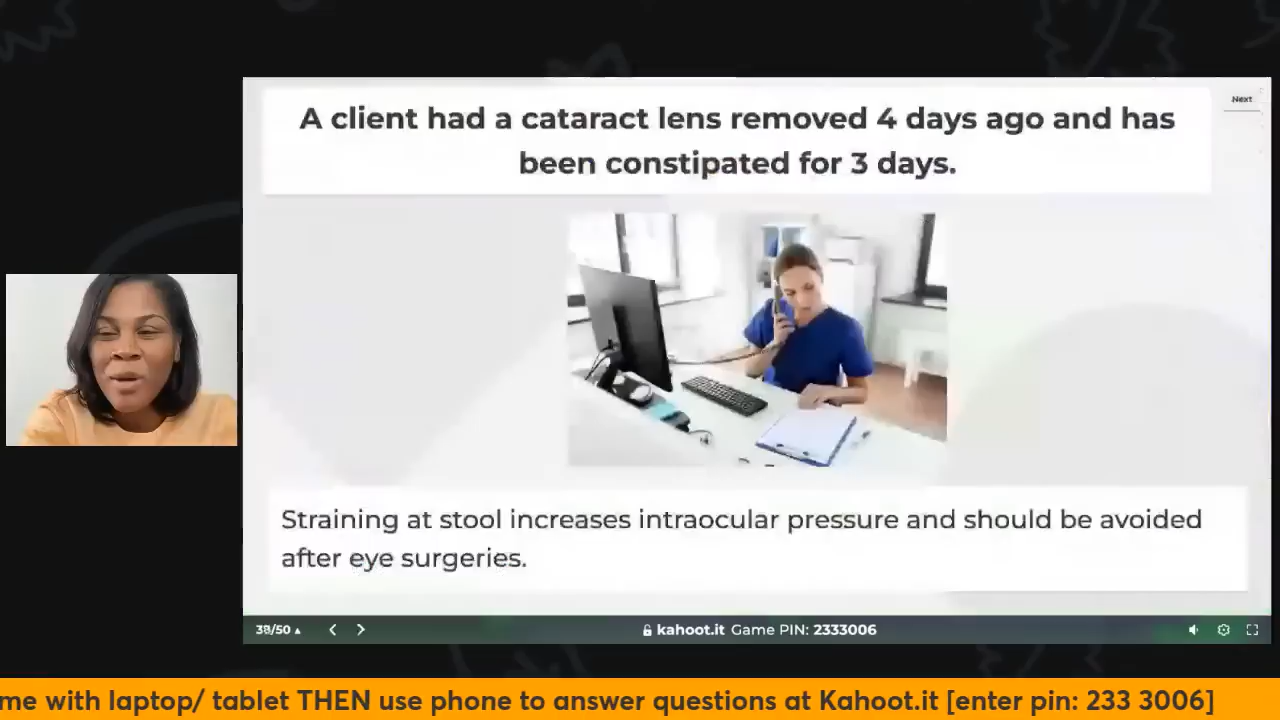 A client had a cataract lens removed 4 days ago and has
been constipated for 3 days.
Next
Straining at stool increases intraocular pressure and should be avoided
after eye surgeries.
/50
kahoot.it Game PIN: 2333006
me with laptop/ tablet THEN use phone to answer questions at Kahoot.it [enter pin: 233 3006]